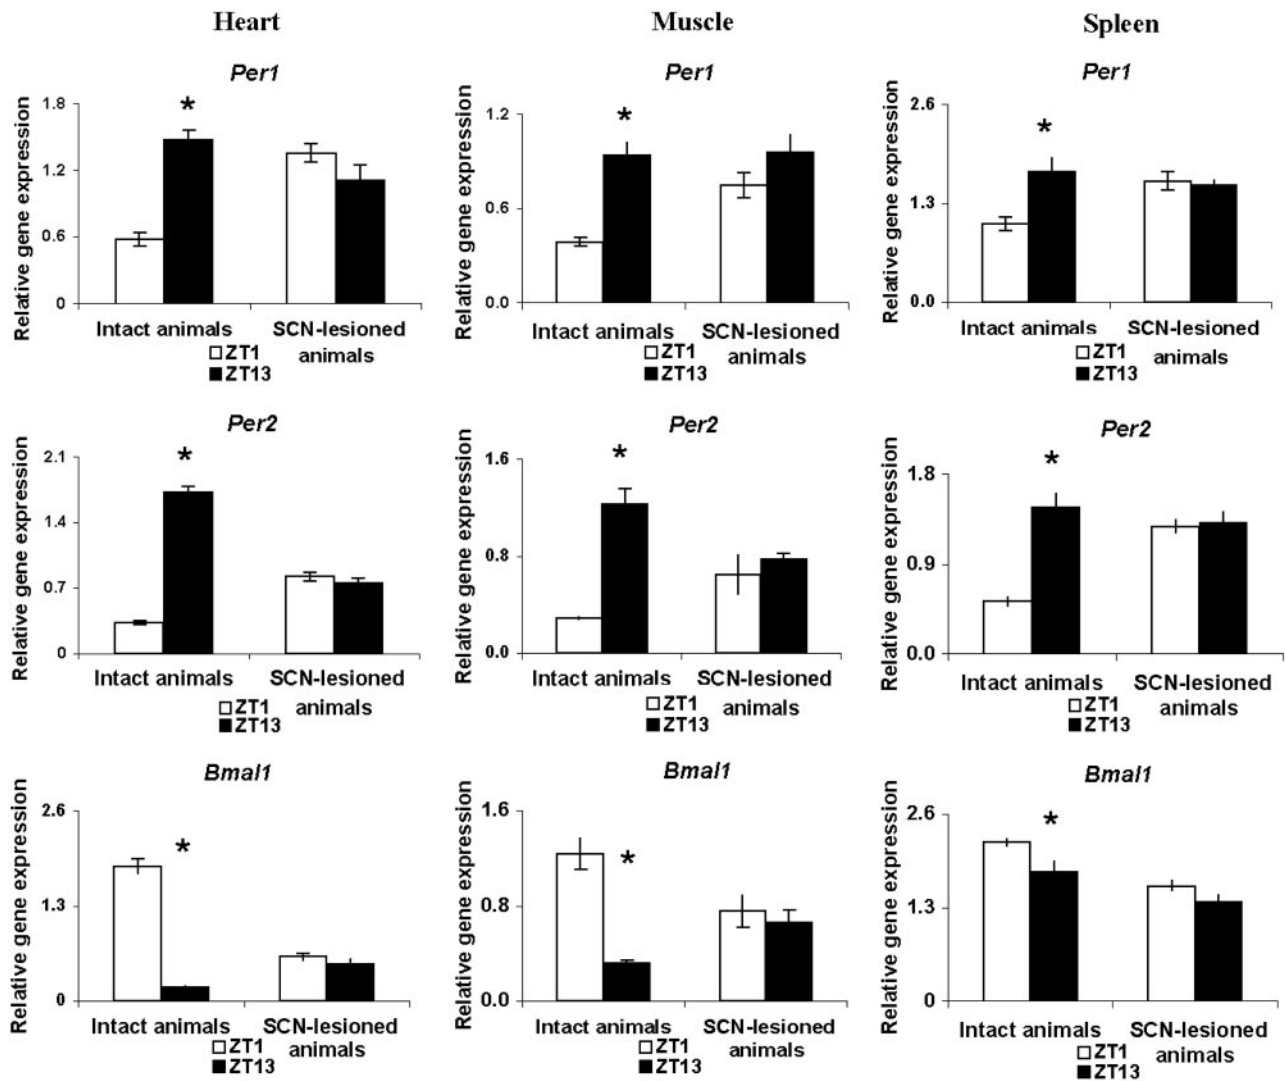 Heart
Muscle
Spleen
Per1
Relative gene expression
1.8
1.2
0.6
0
*
Intact animals
SCN-lesioned
animals
ZT1
ZT13
Per1
Relative gene expression
1.2
0.6
0.0
*
Intact animals
SCN-lesioned
animals
ZT1
ZT13
Per1
Relative gene expression
2.6
1.3
0.0
*
Intact animals
SCN-lesioned
animals
ZT1
ZT13
Per2
Relative gene expression
2.1
1.4
0.7
0
*
Intact animals
SCN-lesioned
animals
ZT1
ZT13
Per2
Relative gene expression
1.6
0.8
0.0
*
Intact animals
SCN-lesioned
animals
ZT1
ZT13
Per2
Relative gene expression
1.8
0.9
0.0
*
Intact animals
SCN-lesioned
animals
ZT1
ZT13
Bmal1
Relative gene expression
2.6
1.3
0
*
Intact animals
SCN-lesioned
animals
ZT1
ZT13
Bmal1
Relative gene expression
1.6
0.8
0.0
*
Intact animals
SCN-lesioned
animals
ZT1
ZT13
Bmal1
Relative gene expression
2.6
1.3
0
*
Intact animals
SCN-lesioned
animals
ZT1
ZT13